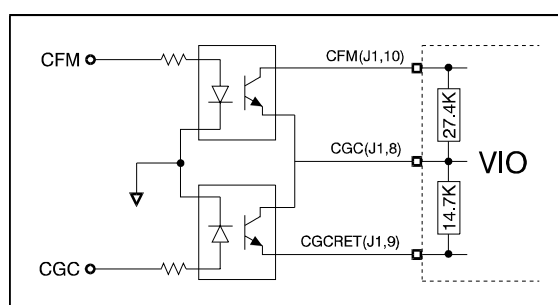 CFM
CFM(J1,10)
27.4K
CGC(J1,8)
VIO
14.7K
CGCRET(J1,9)
CGC